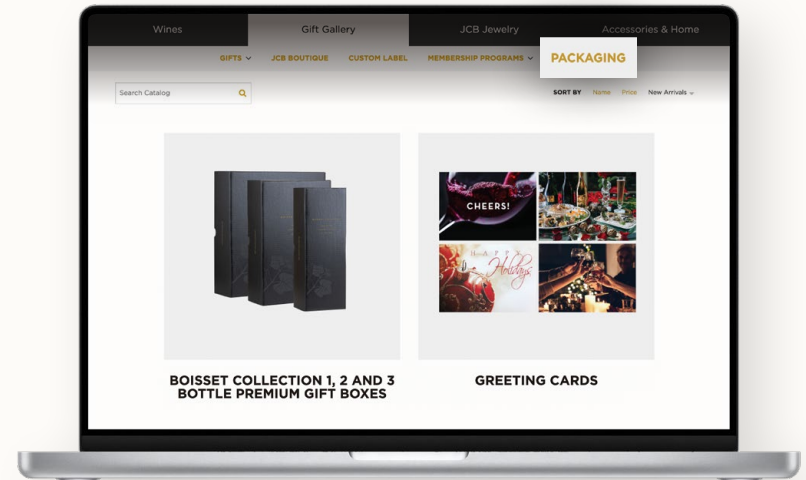 Wines Gift Gallery JCB Jewelry Accessories & Home
GIFTS JCB BOUTIQUE CUSTOM LABEL MEMBERSHIP PROGRAMS PACKAGING
Search Catalog SORT BY Name Price New Arrivals
CHEERS!
HAPPY
Holidays
BOISSET COLLECTION 1, 2 AND 3
BOTTLE PREMIUM GIFT BOXES
GREETING CARDS